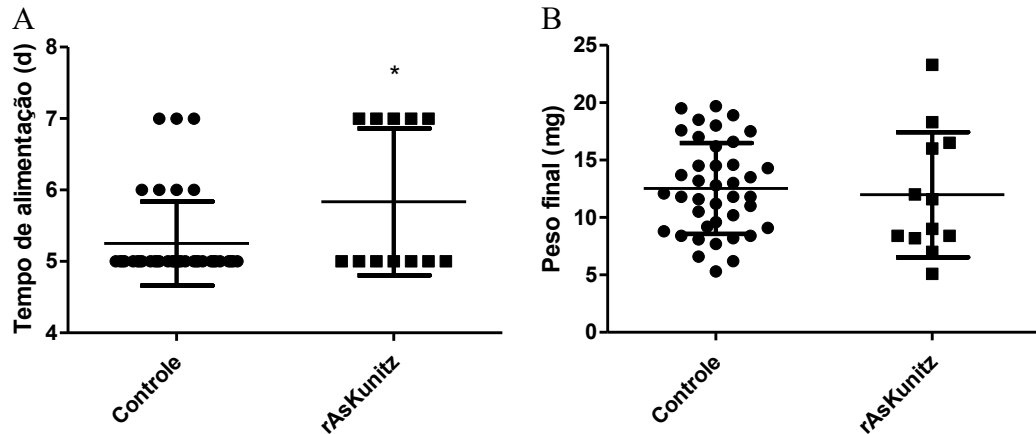 A
Tempo de alimentação (d)
8
7
6
5
4
*
Controle
rAsKunitz
B
Peso final (mg)
25
20
15
10
5
0
Controle
rAsKunitz